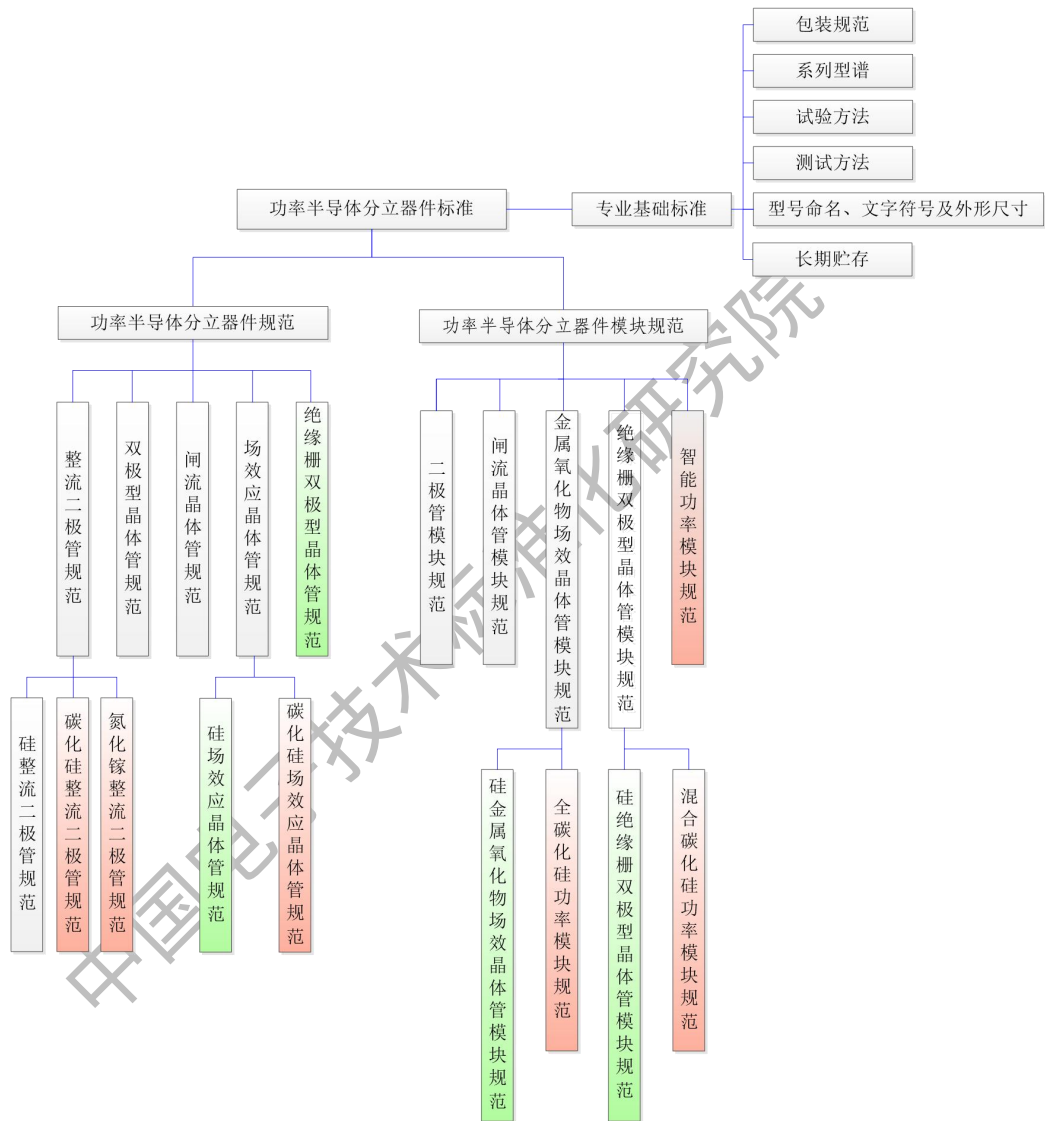 包装规范
系列型谱
试验方法
测试方法
功率半导体分立器件标准
专业基础标准
型号命名、文字符号及外形尺寸
长期贮存
功率半导体分立器件规范
功率半导体分立器件模块规范
整流二极管规范
双极型晶体管规范
闸流晶体管规范
场效应晶体管规范
绝缘栅双极型晶体管规范
二极管模块规范
闸流晶体管模块规范
金属氧化物场效晶体管模块规范
绝缘栅双极型晶体管模块规范
智能功率模块规范
硅整流二极管规范
碳化硅整流二极管规范
氮化镓整流二极管规范
硅场效应晶体管规范
碳化硅场效应晶体管规范
硅金属氧化物场效晶体管模块规范
全碳化硅功率模块规范
硅绝缘栅双极型晶体管模块规范
混合碳化硅功率模块规范
中国电子技术标准化研究院